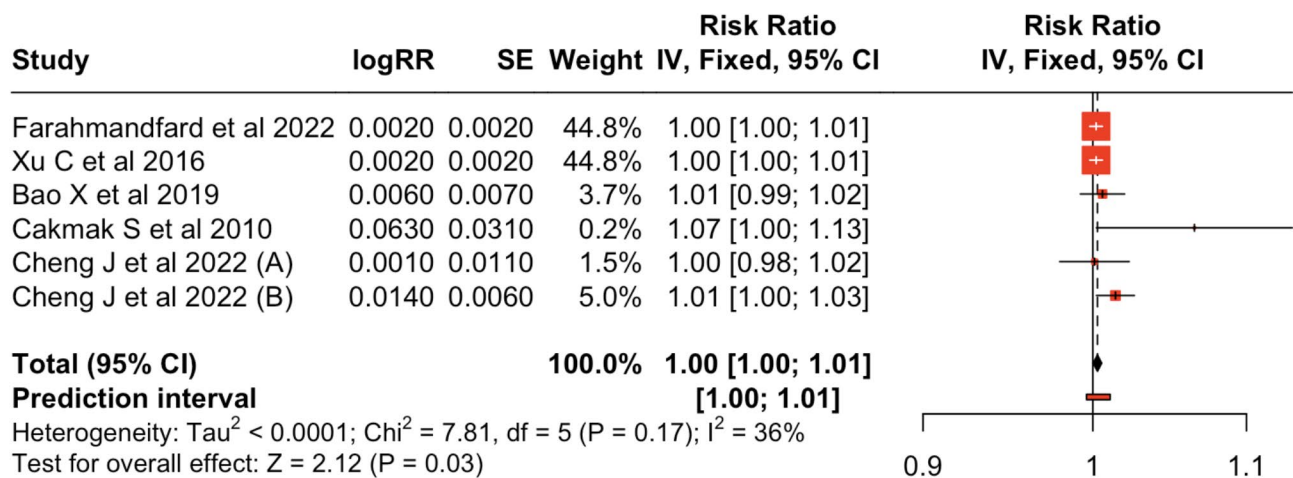 Risk Ratio Risk Ratio
Study logRR SE Weight IV, Fixed, 95% CI IV, Fixed, 95% CI
Farahmandfard et al 2022 0.0020 0.0020 44.8% 1.00 [1.00; 1.01]
Xu C et al 2016 0.0020 0.0020 44.8% 1.00 [1.00; 1.01]
Bao X et al 2019 0.0060 0.0070 3.7% 1.01 [0.99; 1.02]
Cakmak S et al 2010 0.0630 0.0310 0.2% 1.07 [1.00; 1.13]
Cheng J et al 2022 (A) 0.0010 0.0110 1.5% 1.00 [0.98; 1.02]
Cheng J et al 2022 (B) 0.0140 0.0060 5.0% 1.01 [1.00; 1.03]
Total (95% CI) 100.0% 1.00 [1.00; 1.01]
Prediction interval [1.00; 1.01]
Heterogeneity: Tau² < 0.0001; Chi² = 7.81, df = 5 (P = 0.17); I² = 36%
Test for overall effect: Z = 2.12 (P = 0.03)
0.9 1 1.1